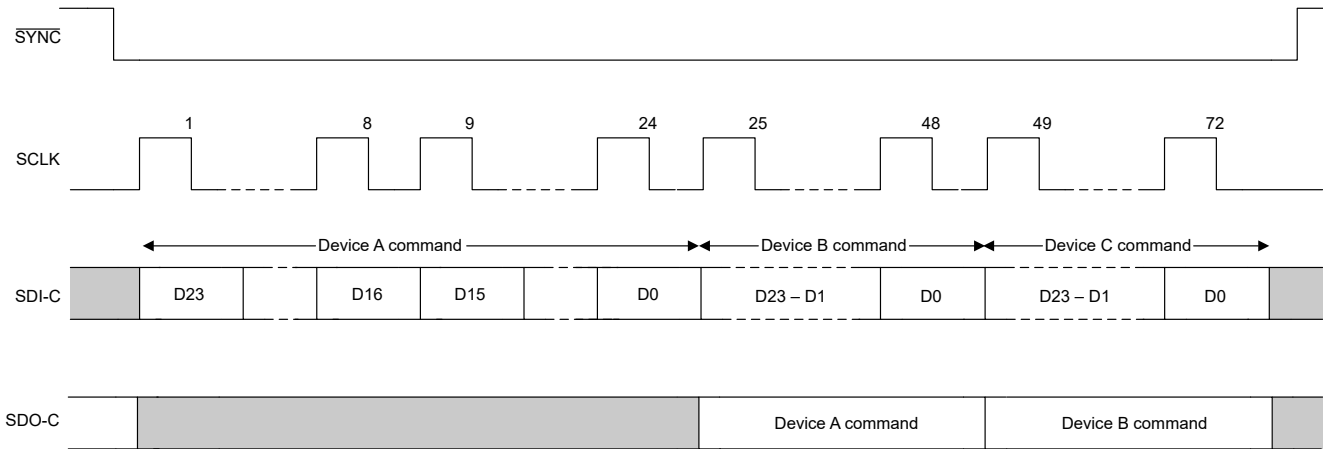 SYNC
1 8 9 24 25 48 49 72
SCLK
Device A command Device B command Device C command
SDI-C D23 D16 D15 D0 D23 – D1 D0 D23 – D1 D0
SDO-C Device A command Device B command